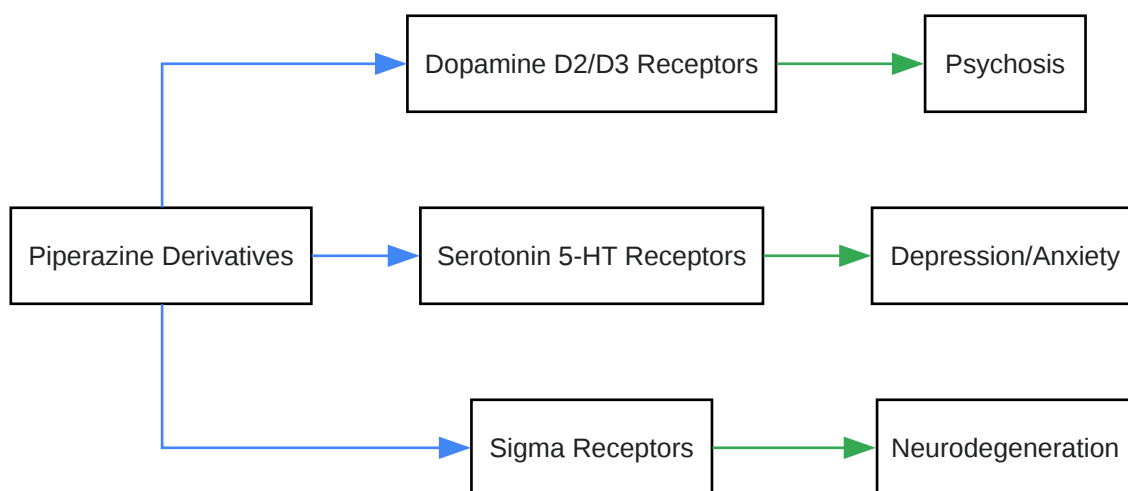 Dopamine D2/D3 Receptors
Psychosis
Piperazine Derivatives
Serotonin 5-HT Receptors
Depression/Anxiety
Sigma Receptors
Neurodegeneration